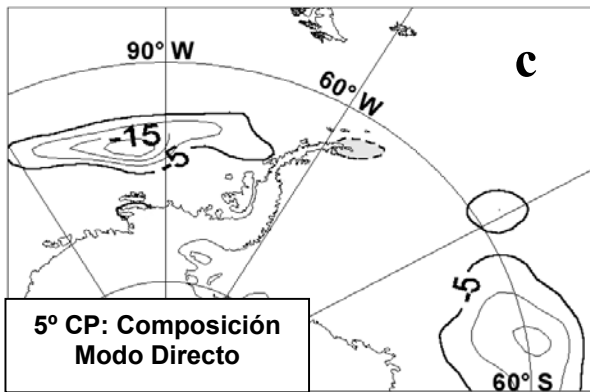 90° W
60° W
c
-15
-5
-5
5º CP: Composición
Modo Directo
60° S